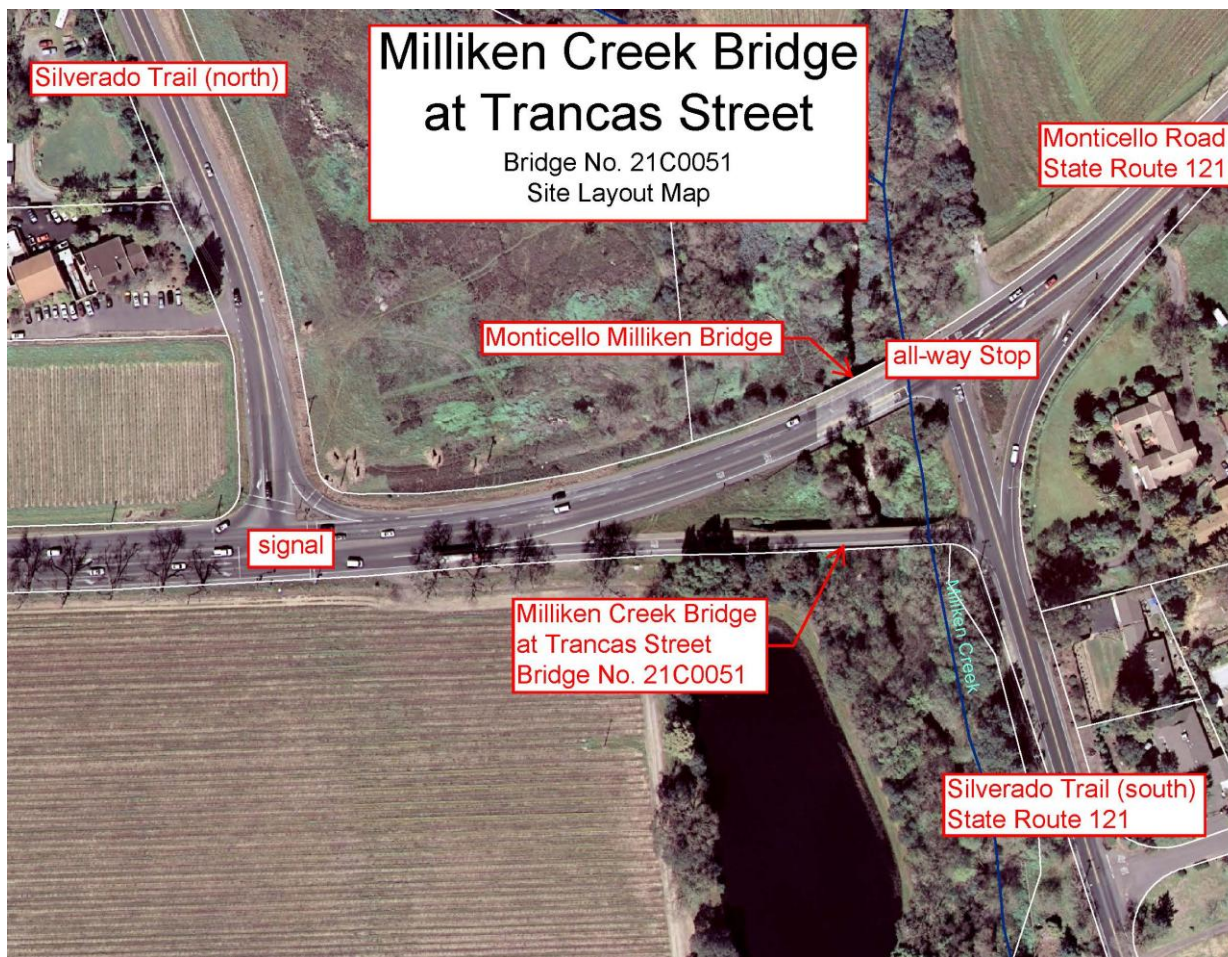 Milliken Creek Bridge
at Trancas Street
Bridge No. 21C0051
Site Layout Map
Silverado Trail (north)
Monticello Road
State Route 121
Monticello Milliken Bridge
all-way Stop
signal
Milliken Creek Bridge
at Trancas Street
Bridge No. 21C0051
Milliken Creek
Silverado Trail (south)
State Route 121